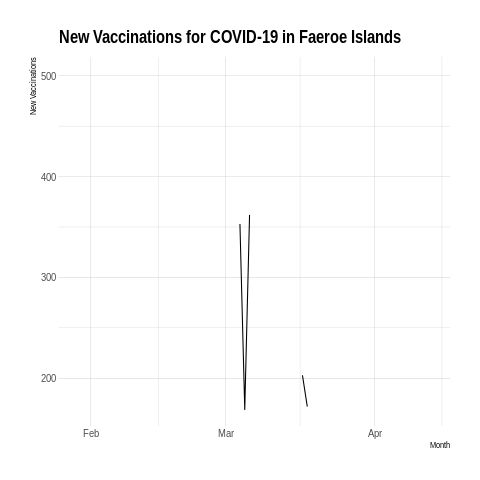 New Vaccinations for COVID-19 in Faeroe Islands
New Vaccinations
500
400
300
200
Feb Mar Apr
Month